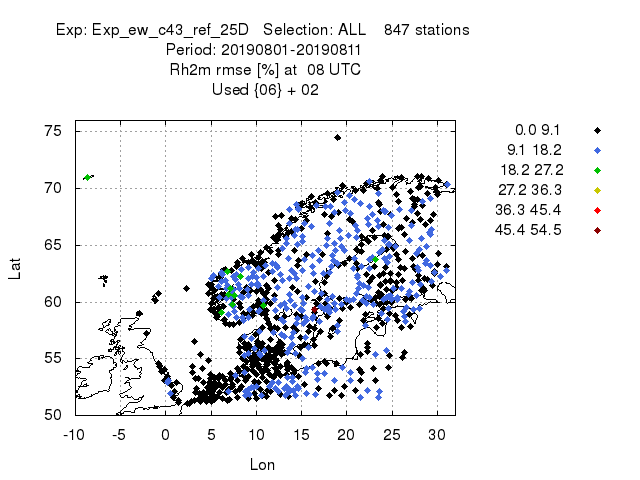 Exp: Exp_ew_c43_ref_25D Selection: ALL 847 stations
Period: 20190801-20190811
Rh2m rmse [%] at 08 UTC
Used {06} + 02
0.0 9.1
9.1 18.2
18.2 27.2
27.2 36.3
36.3 45.4
45.4 54.5
75
70
65
60
55
50
Lat
-10 -5 0 5 10 15 20 25 30
Lon